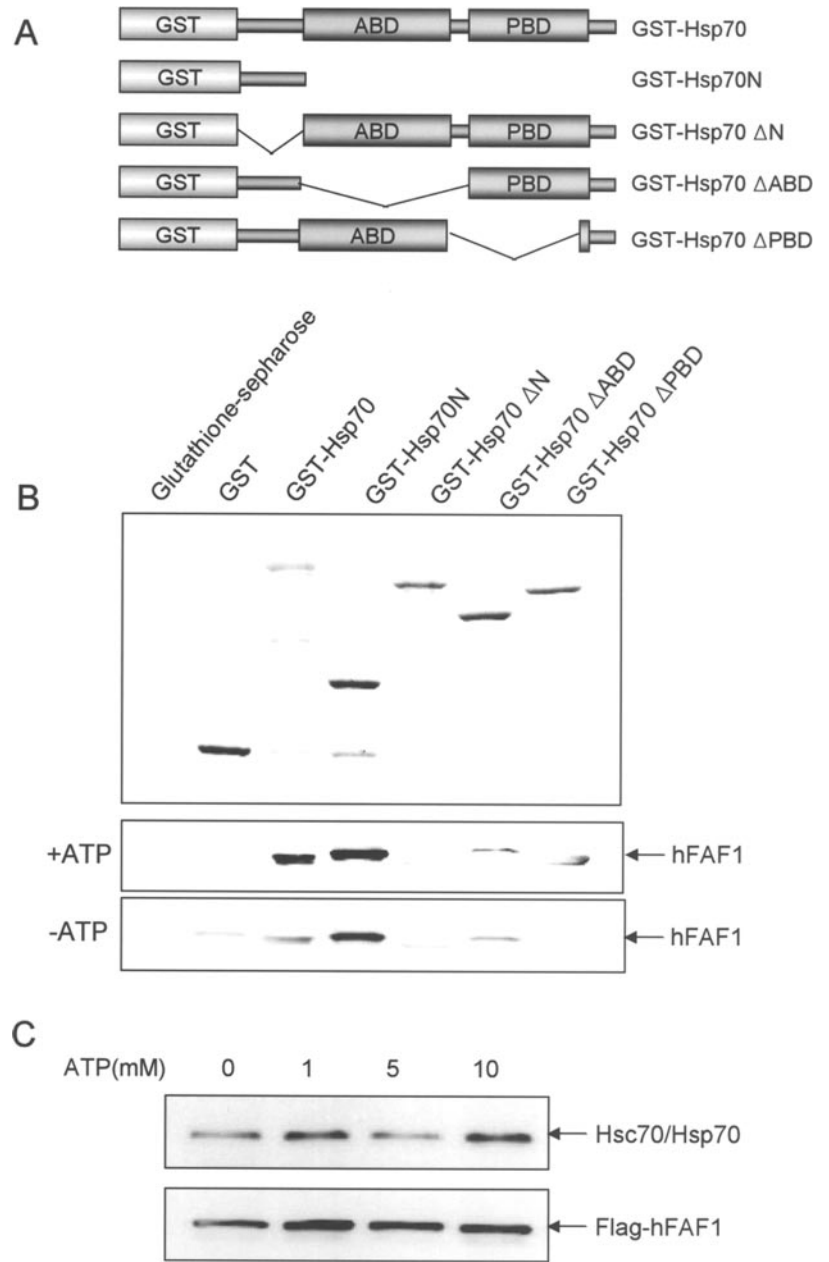 A
GST ABD PBD GST-Hsp70
GST GST-Hsp70N
GST ABD PBD GST-Hsp70 ΔN
GST PBD GST-Hsp70 ΔABD
GST ABD GST-Hsp70 ΔPBD
B
Glutathione-sepharose
GST
GST-Hsp70
GST-Hsp70N
GST-Hsp70 ΔN
GST-Hsp70 ΔABD
GST-Hsp70 ΔPBD
+ATP hFAF1
-ATP hFAF1
C
ATP(mM) 0 1 5 10
Hsc70/Hsp70
Flag-hFAF1